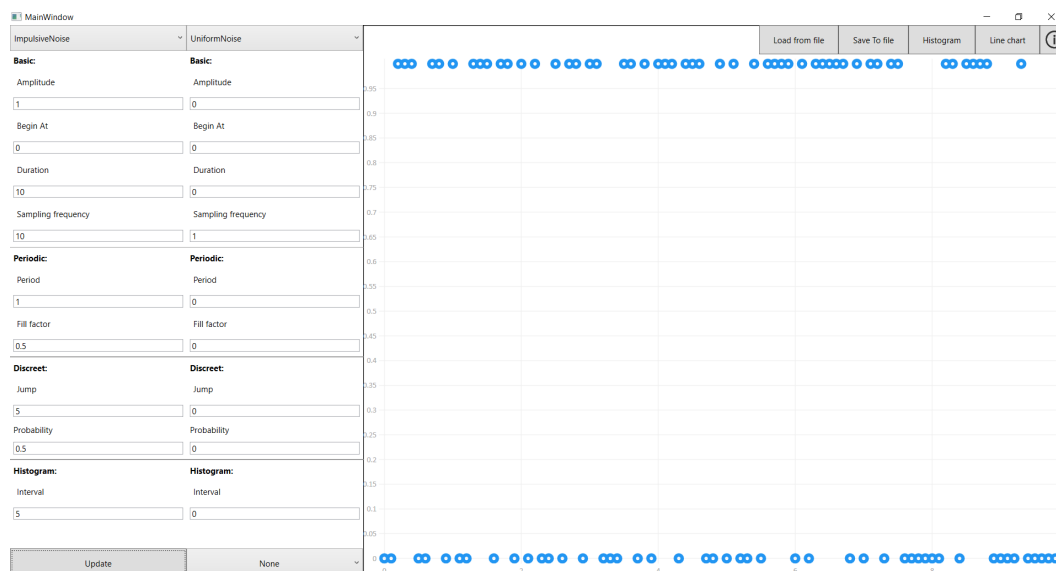 MainWindow
ImpulsiveNoise UniformNoise Load from file Save To file Histogram Line chart
Basic: Basic:
Amplitude Amplitude
1 0
Begin At Begin At
0 0
Duration Duration
10 0
Sampling frequency Sampling frequency
10 1
Periodic: Periodic:
Period Period
1 0
Fill factor Fill factor
0.5 0
Discreet: Discreet:
Jump Jump
5 0
Probability Probability
0.5 0
Histogram: Histogram:
Interval Interval
5 0
Update None
0.95
0.9
0.85
0.8
0.75
0.7
0.65
0.6
0.55
0.5
0.45
0.4
0.35
0.3
0.25
0.2
0.15
0.1
0.05
0